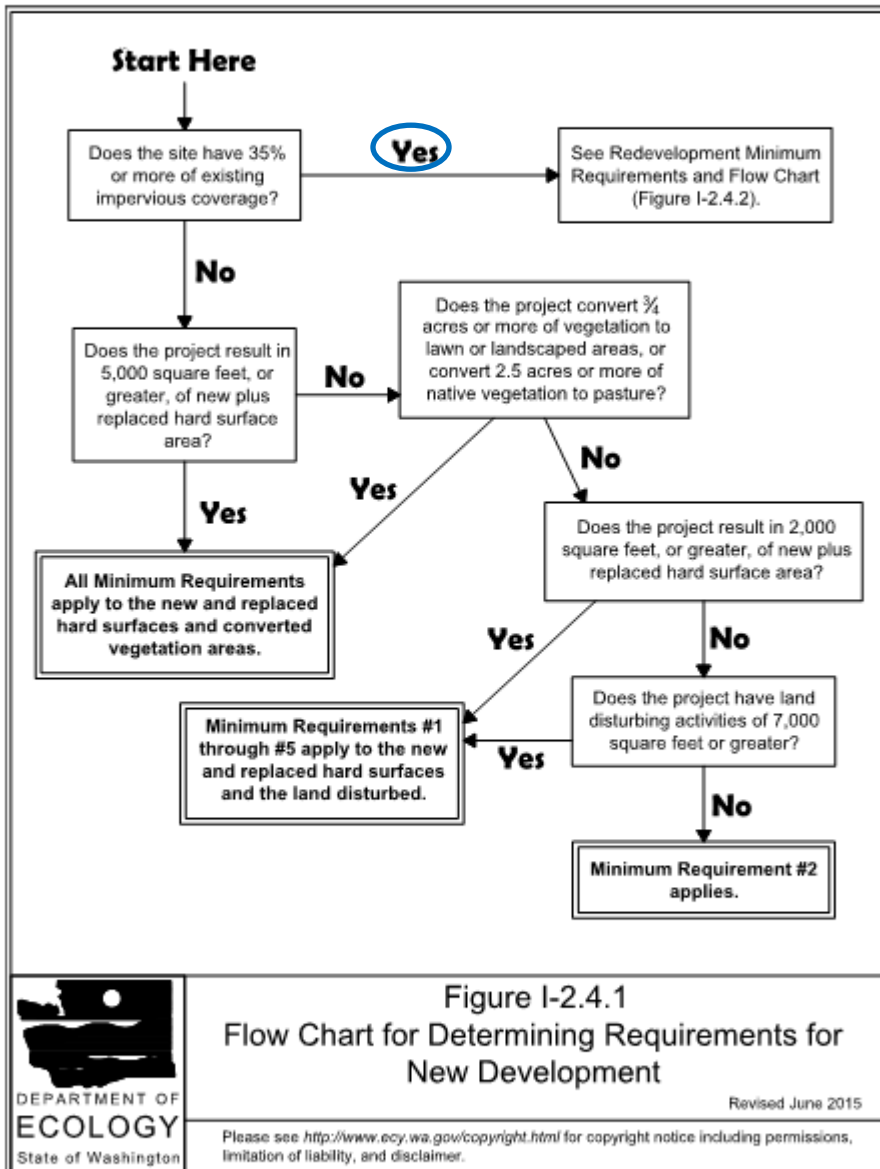 Start Here
Does the site have 35%
or more of existing
impervious coverage?
Yes
See Redevelopment Minimum
Requirements and Flow Chart
(Figure I-2.4.2).
No
Does the project result in
5,000 square feet, or
greater, of new plus
replaced hard surface
area?
No
Does the project convert ¾
acres or more of vegetation to
lawn or landscaped areas, or
convert 2.5 acres or more of
native vegetation to pasture?
Yes
Yes
No
All Minimum Requirements
apply to the new and replaced
hard surfaces and converted
vegetation areas.
Does the project result in 2,000
square feet, or greater, of new plus
replaced hard surface area?
Yes
No
Minimum Requirements #1
through #5 apply to the new
and replaced hard surfaces
and the land disturbed.
Yes
Does the project have land
disturbing activities of 7,000
square feet or greater?
No
Minimum Requirement #2
applies.
DEPARTMENT OF
ECOLOGY
State of Washington
Figure I-2.4.1
Flow Chart for Determining Requirements for
New Development
Revised June 2015
Please see http://www.ecy.wa.gov/copyright.html for copyright notice including permissions,
limitation of liability, and disclaimer.